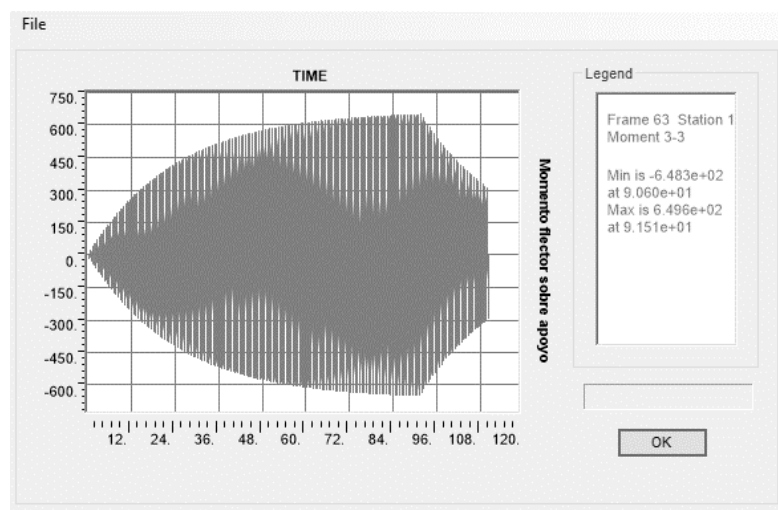 File
TIME
Legend
750.
600.
450.
300.
150.
0.
-150.
-300.
-450.
-600.
12. 24. 36. 48. 60. 72. 84. 96. 108. 120.
Momento flector sobre apoyo
Frame 63 Station 1
Moment 3-3
Min is -6.483e+02
at 9.060e+01
Max is 6.496e+02
at 9.151e+01
OK